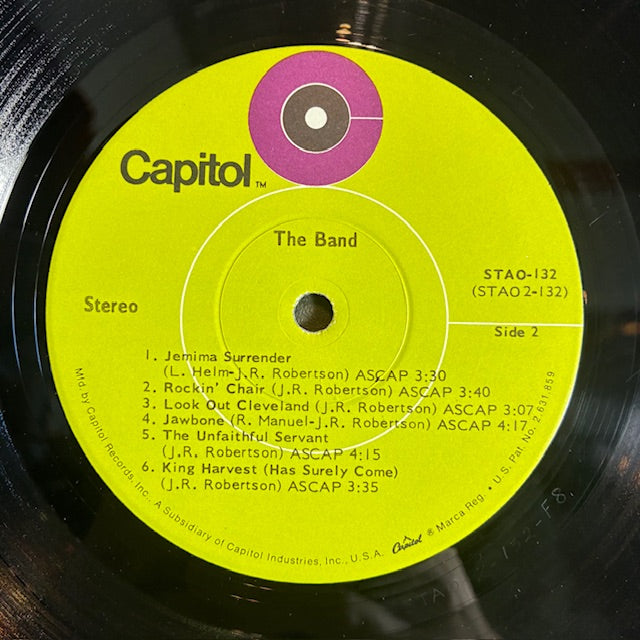 Capitol™
The Band
STAO-132
(STAO 2-132)
Stereo
Side 2
1. Jemima Surrender
(L. Helm-J.R. Robertson) ASCAP 3:30
2. Rockin' Chair (J.R. Robertson) ASCAP 3:40
3. Look Out Cleveland (J.R. Robertson) ASCAP 3:07
4. Jawbone (R. Manuel-J.R. Robertson) ASCAP 4:17
5. The Unfaithful Servant
(J.R. Robertson) ASCAP 4:15
6. King Harvest (Has Surely Come)
(J.R. Robertson) ASCAP 3:35
Mfd. by Capitol Records, Inc., A Subsidiary of Capitol Industries, Inc., U.S.A. Capitol ® Marca Reg. • U.S. Pat. No. 2,631,859